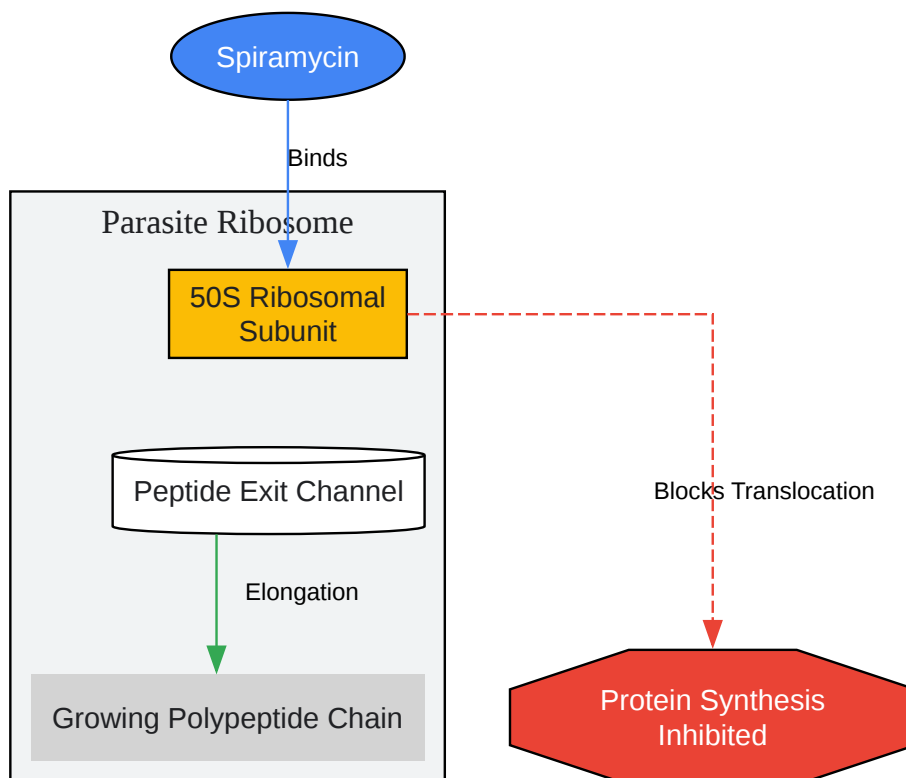 Spiramycin
Binds
Parasite Ribosome
50S Ribosomal
Subunit
Peptide Exit Channel
Blocks Translocation
Elongation
Growing Polypeptide Chain
Protein Synthesis
Inhibited